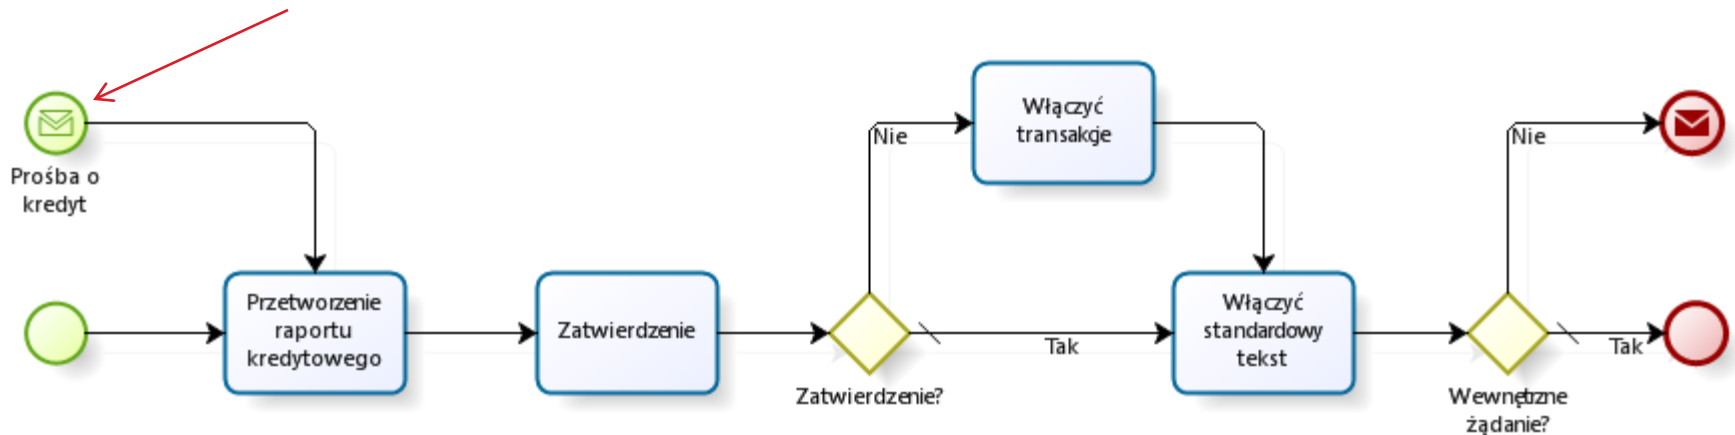 Prośba o
kredyt
Przetworzenie
raportu
kredytowego
Zatwierdzenie
Zatwierdzenie?
Nie
Tak
Włączyć
transakcje
Włączyć
standardowy
tekst
Wewnętrzne
żądanie?
Nie
Tak